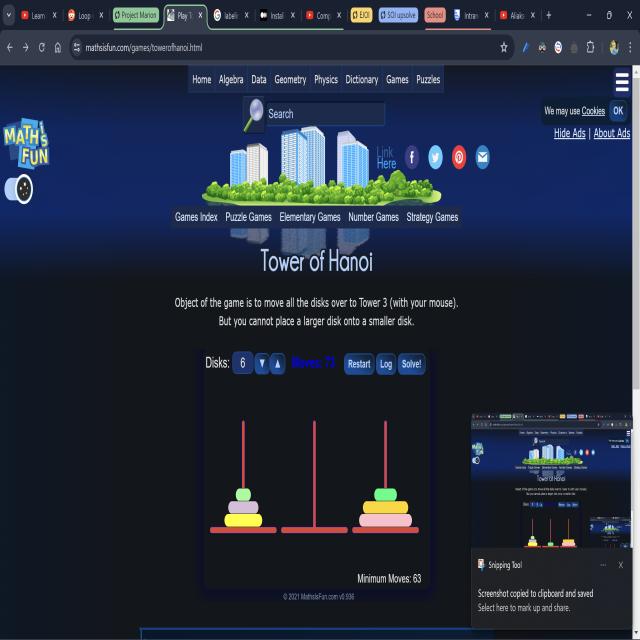 Learn
Loop
Project Marion
Play T
labeli
Instal
Comp
EJOI
SOI upsolve
School
Intran
Aliaks
mathsisfun.com/games/towerofhanoi.html
Home Algebra Data Geometry Physics Dictionary Games Puzzles
Search
We may use Cookies OK
Hide Ads | About Ads
MATH'S FUN
Link Here
Games Index Puzzle Games Elementary Games Number Games Strategy Games
Tower of Hanoi
Object of the game is to move all the disks over to Tower 3 (with your mouse).
But you cannot place a larger disk onto a smaller disk.
Disks: 6 ▼ ▲ Moves: 73 Restart Log Solve!
Minimum Moves: 63
© 2021 MathsIsFun.com v0.936
Snipping Tool
Screenshot copied to clipboard and saved
Select here to mark up and share.